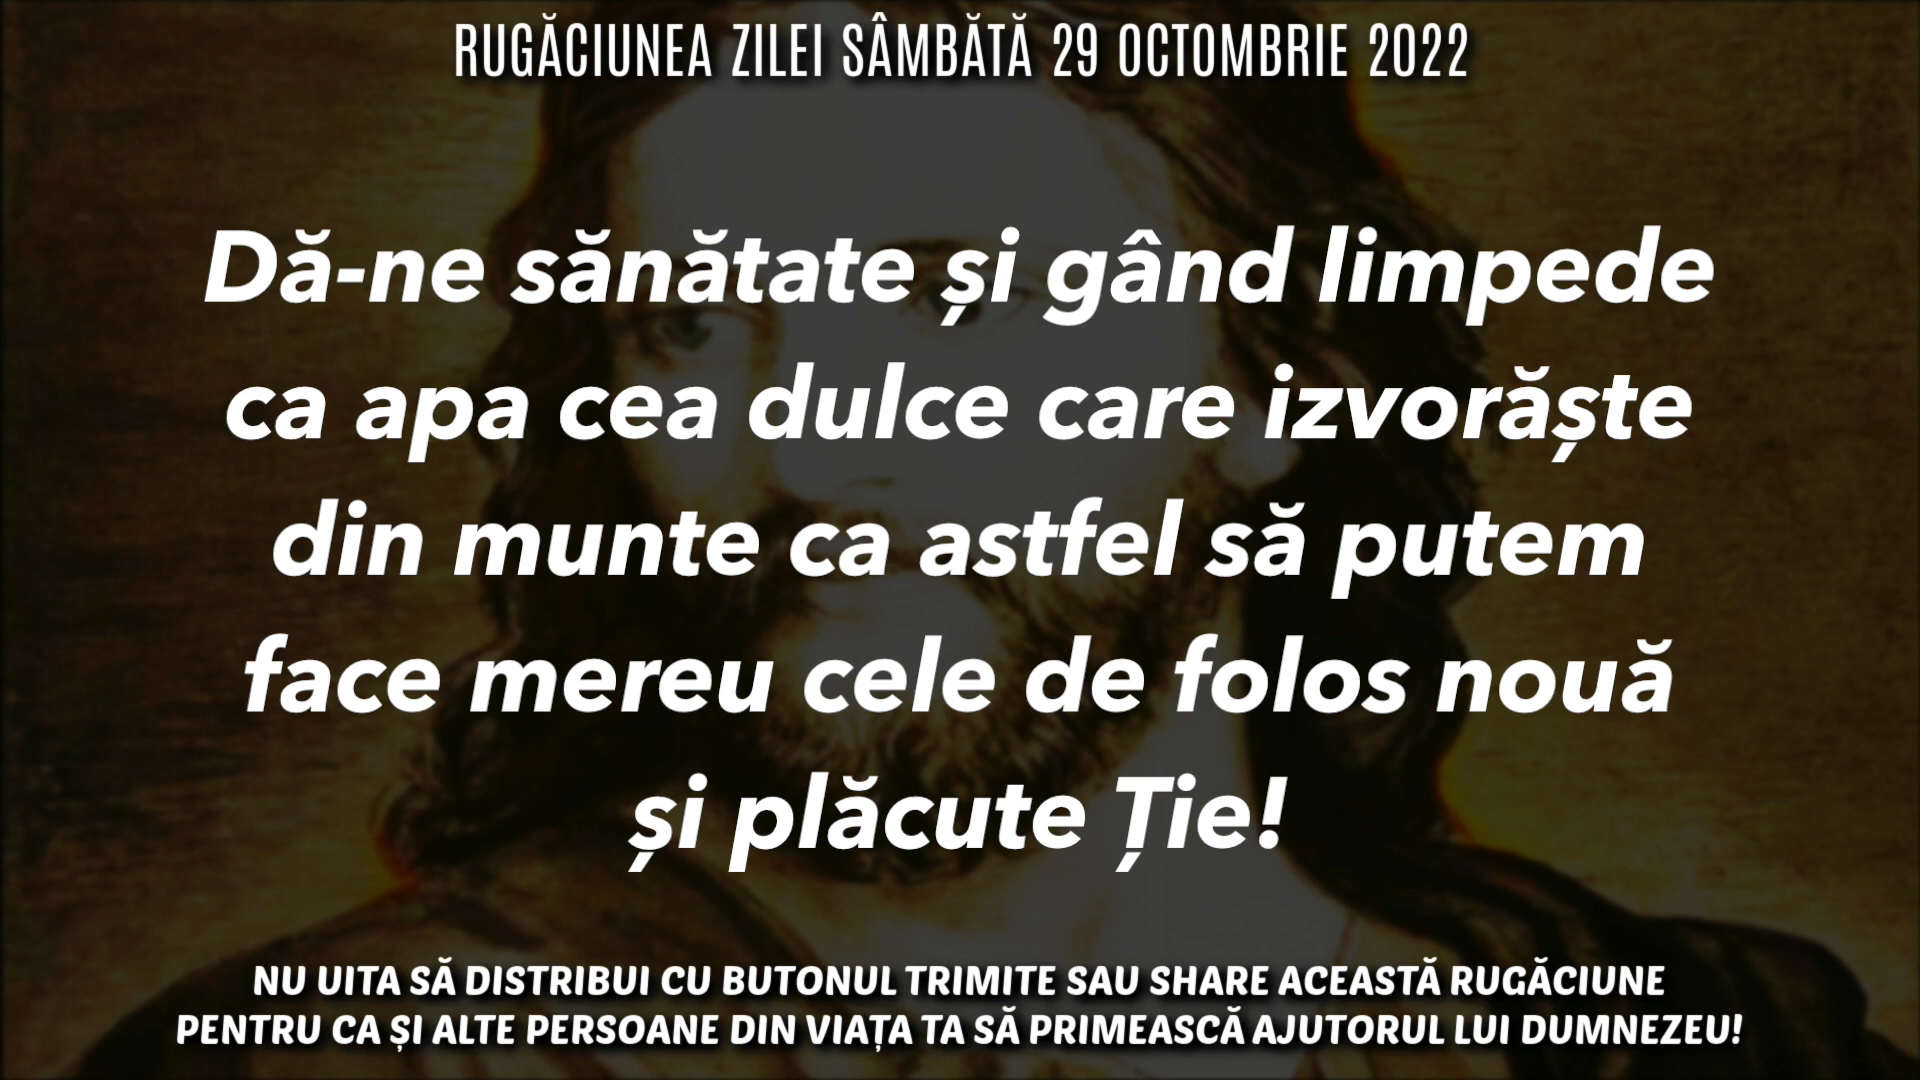 RUGĂCIUNEA ZILEI SÂMBĂTĂ 29 OCTOMBRIE 2022
Dă-ne sănătate și gând limpede
ca apa cea dulce care izvorăște
din munte ca astfel să putem
face mereu cele de folos nouă
și plăcute Ție!
NU UITA SĂ DISTRIBUI CU BUTONUL TRIMITE SAU SHARE ACEASTĂ RUGĂCIUNE
PENTRU CA ȘI ALTE PERSOANE DIN VIAȚA TA SĂ PRIMEASCĂ AJUTORUL LUI DUMNEZEU!